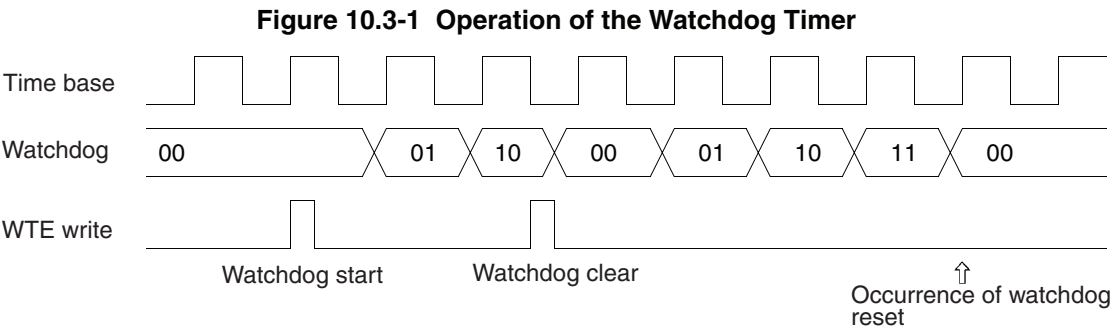 Figure 10.3-1 Operation of the Watchdog Timer
Time base
Watchdog 00 01 10 00 01 10 11 00
WTE write
Watchdog start Watchdog clear
Occurrence of watchdog
reset